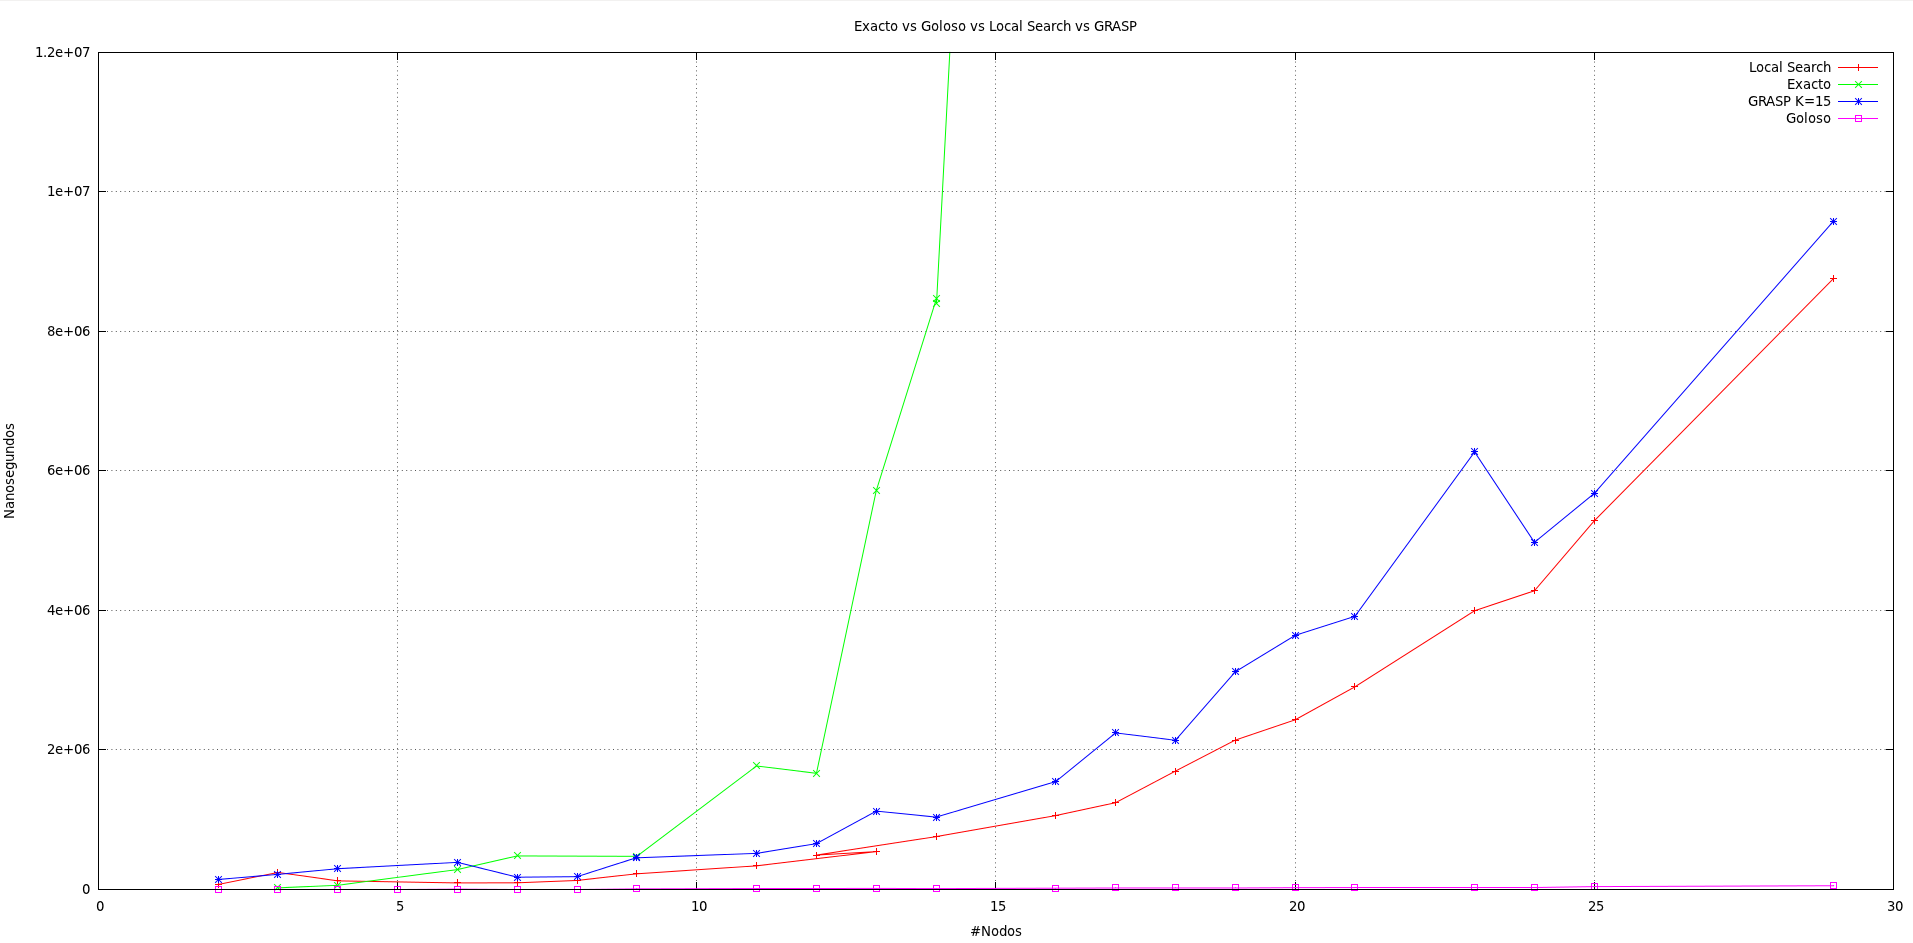 Exacto vs Goloso vs Local Search vs GRASP
1.2e+07
1e+07
8e+06
6e+06
4e+06
2e+06
0
Nanosegundos
Local Search
Exacto
GRASP K=15
Goloso
0 5 10 15 20 25 30
#Nodos